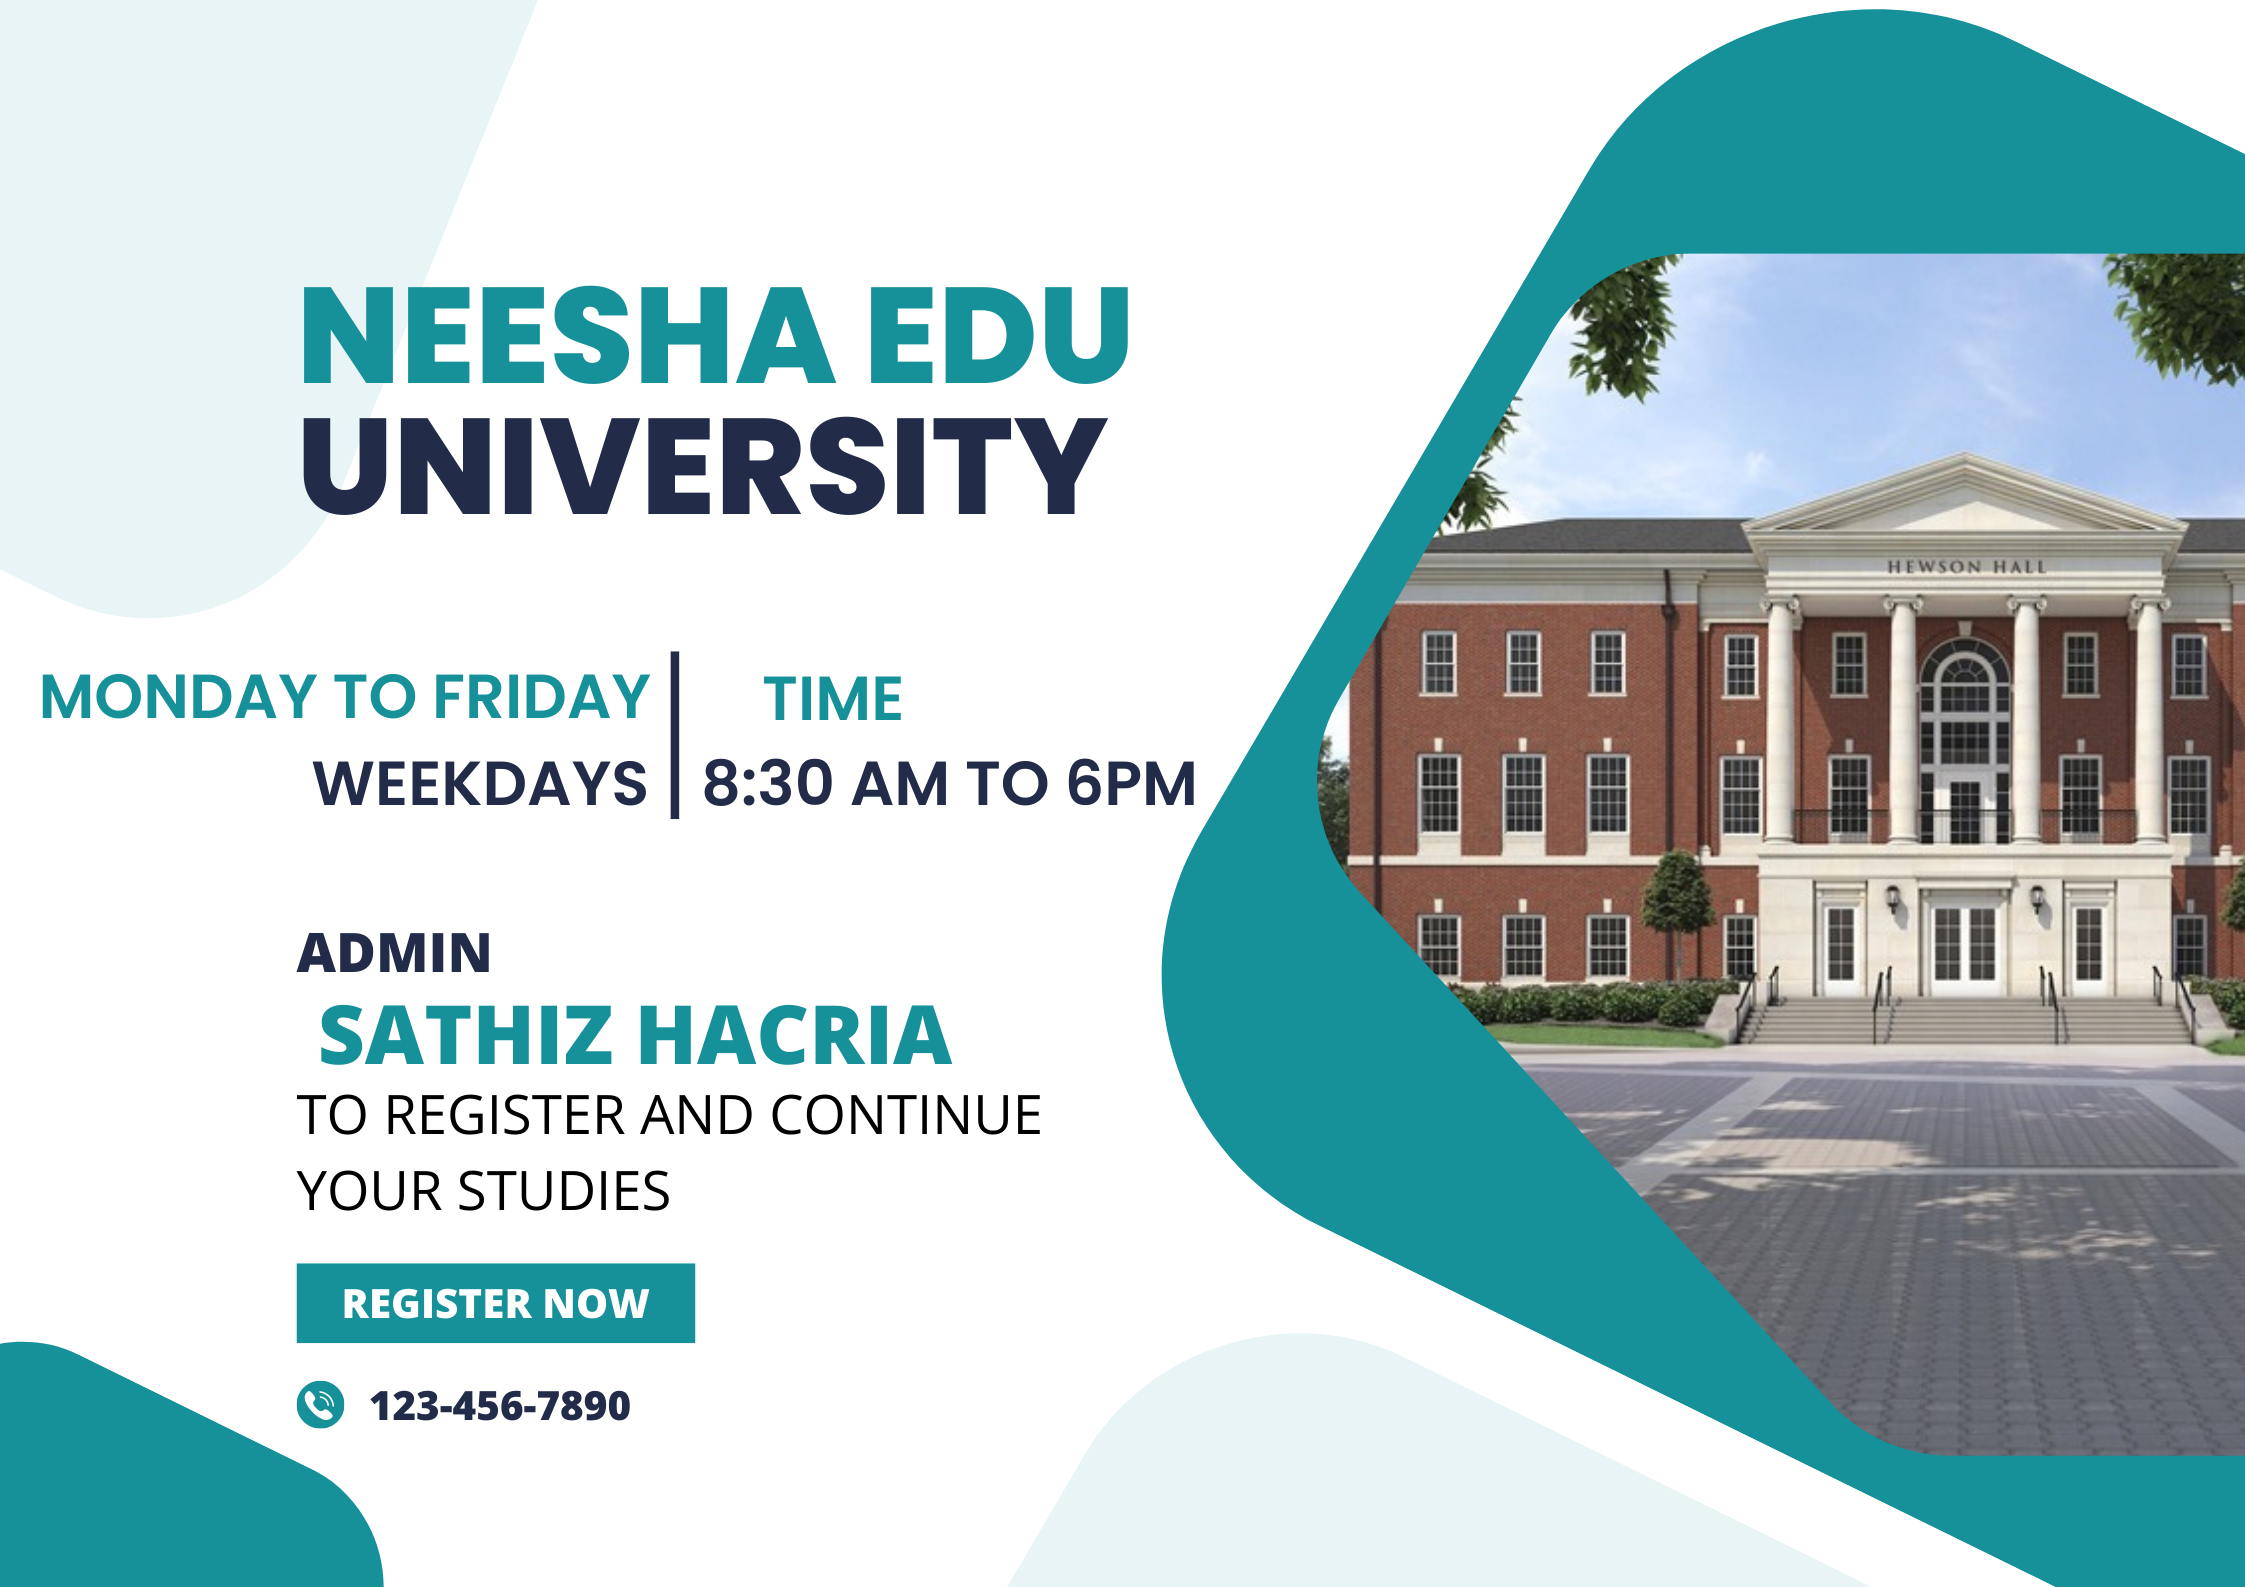 NEESHA EDU
UNIVERSITY
MONDAY TO FRIDAY
WEEKDAYS
TIME
8:30 AM TO 6PM
ADMIN
SATHIZ HACRIA
TO REGISTER AND CONTINUE
YOUR STUDIES
REGISTER NOW
123-456-7890
HEWSON HALL